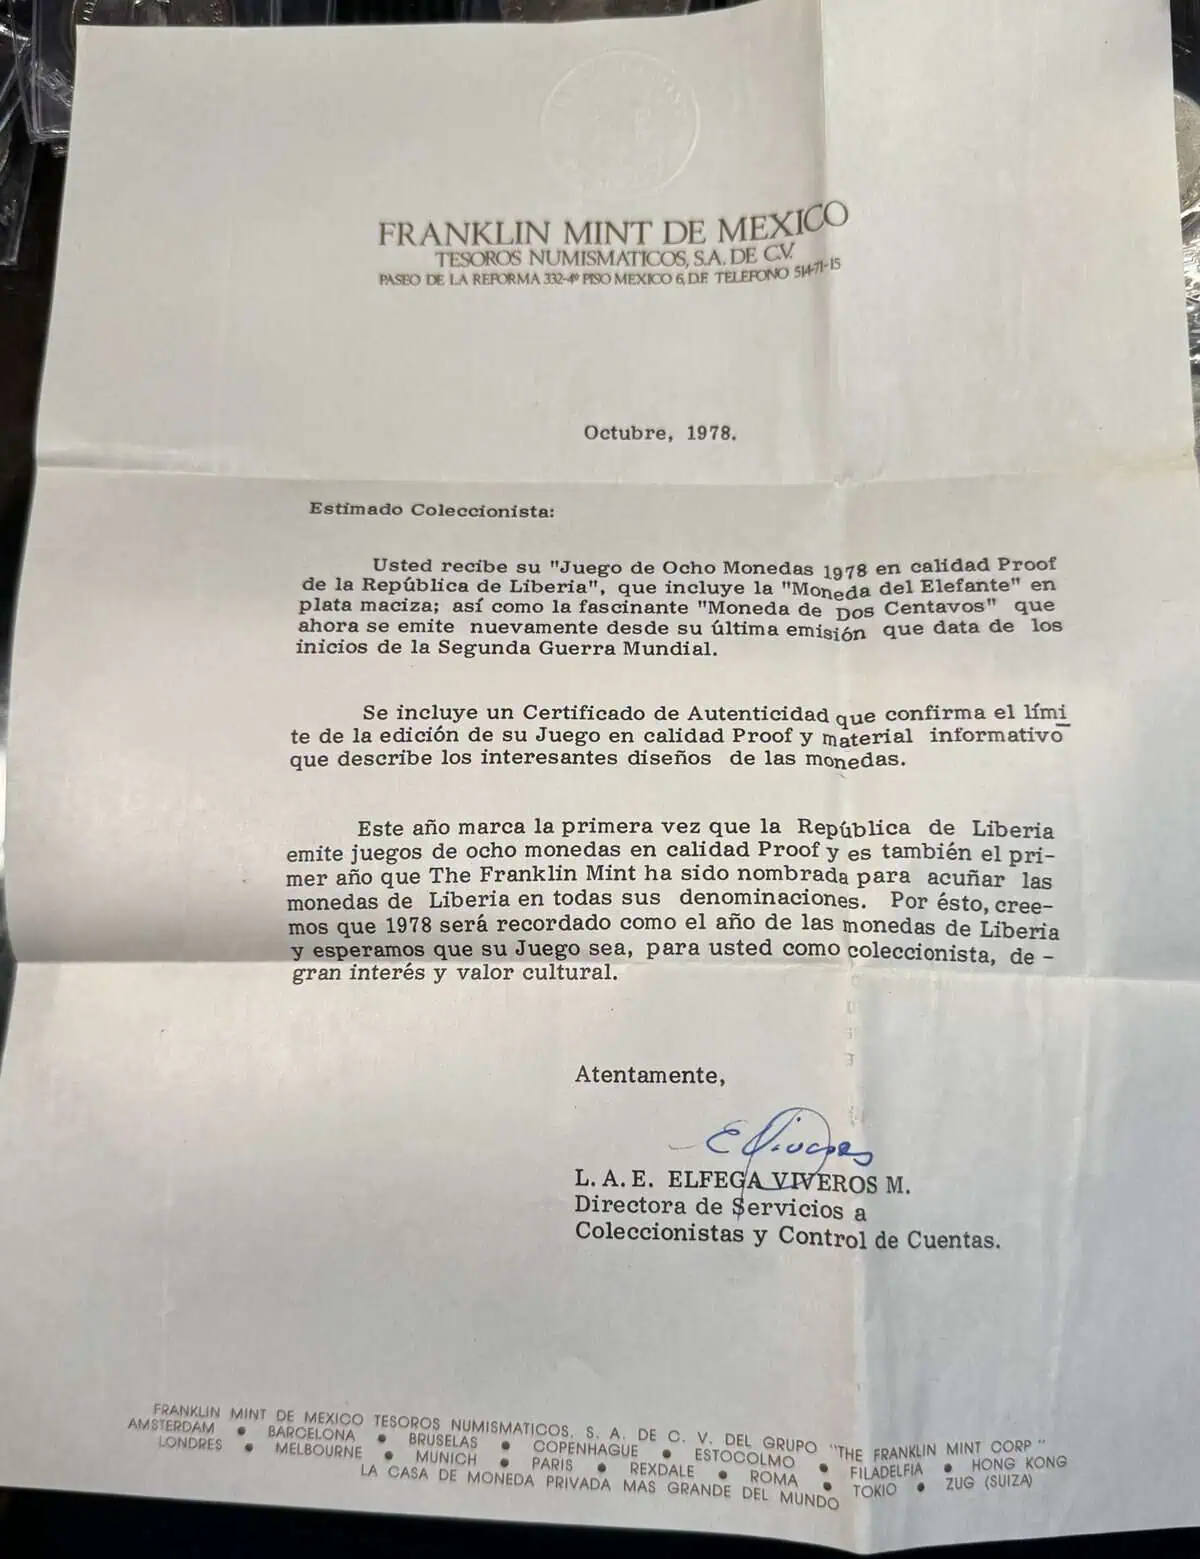 FRANKLIN MINT DE MEXICO
TESOROS NUMISMATICOS, S.A. DE C.V.
PASEO DE LA REFORMA 332-4º PISO MEXICO 6, D.F. TELEFONO 514-71-15
Octubre, 1978.
Estimado Coleccionista:
Usted recibe su "Juego de Ocho Monedas 1978 en calidad Proof
de la República de Liberia", que incluye la "Moneda del Elefante" en
plata maciza; así como la fascinante "Moneda de Dos Centavos" que
ahora se emite nuevamente desde su última emisión que data de los
inicios de la Segunda Guerra Mundial.
Se incluye un Certificado de Autenticidad que confirma el lími
te de la edición de su Juego en calidad Proof y material informativo
que describe los interesantes diseños de las monedas.
Este año marca la primera vez que la República de Liberia
emite juegos de ocho monedas en calidad Proof y es también el pri-
mer año que The Franklin Mint ha sido nombrada para acuñar las
monedas de Liberia en todas sus denominaciones. Por ésto, cree-
mos que 1978 será recordado como el año de las monedas de Liberia
y esperamos que su Juego sea, para usted como coleccionista, de -
gran interés y valor cultural.
Atentamente,
L. A. E. ELFEGA VIVEROS M.
Directora de Servicios a
Coleccionistas y Control de Cuentas.
FRANKLIN MINT DE MEXICO TESOROS NUMISMATICOS, S. A. DE C. V. DEL GRUPO "THE FRANKLIN MINT CORP"
AMSTERDAM • BARCELONA • BRUSELAS • COPENHAGUE • ESTOCOLMO • FILADELFIA • HONG KONG
LONDRES • MELBOURNE • MUNICH • PARIS • REXDALE • ROMA • TOKIO • ZUG (SUIZA)
LA CASA DE MONEDA PRIVADA MAS GRANDE DEL MUNDO